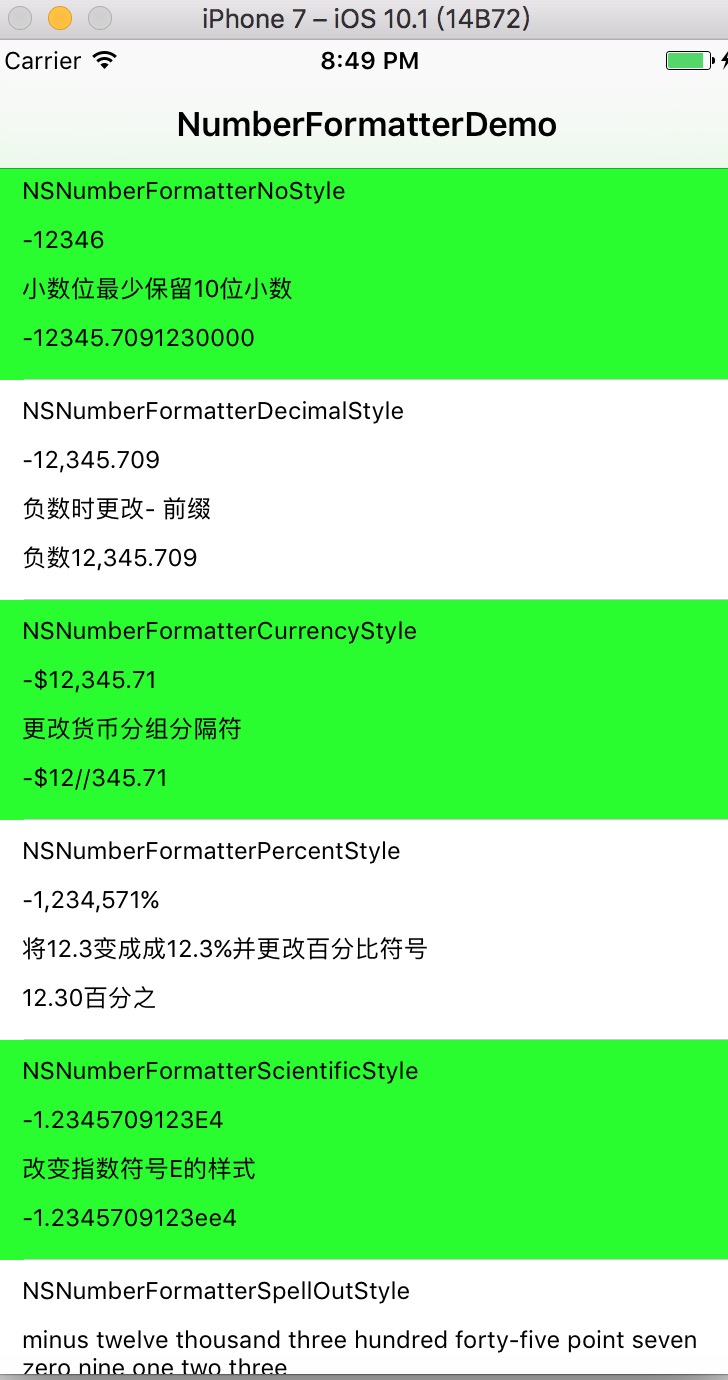 iPhone 7 – iOS 10.1 (14B72)
Carrier 8:49 PM
NumberFormatterDemo
NSNumberFormatterNoStyle
-12346
小数位最少保留10位小数
-12345.7091230000
NSNumberFormatterDecimalStyle
-12,345.709
负数时更改- 前缀
负数12,345.709
NSNumberFormatterCurrencyStyle
-$12,345.71
更改货币分组分隔符
-$12//345.71
NSNumberFormatterPercentStyle
-1,234,571%
将12.3变成成12.3%并更改百分比符号
12.30百分之
NSNumberFormatterScientificStyle
-1.2345709123E4
改变指数符号E的样式
-1.2345709123ee4
NSNumberFormatterSpellOutStyle
minus twelve thousand three hundred forty-five point seven
zero nine one two three